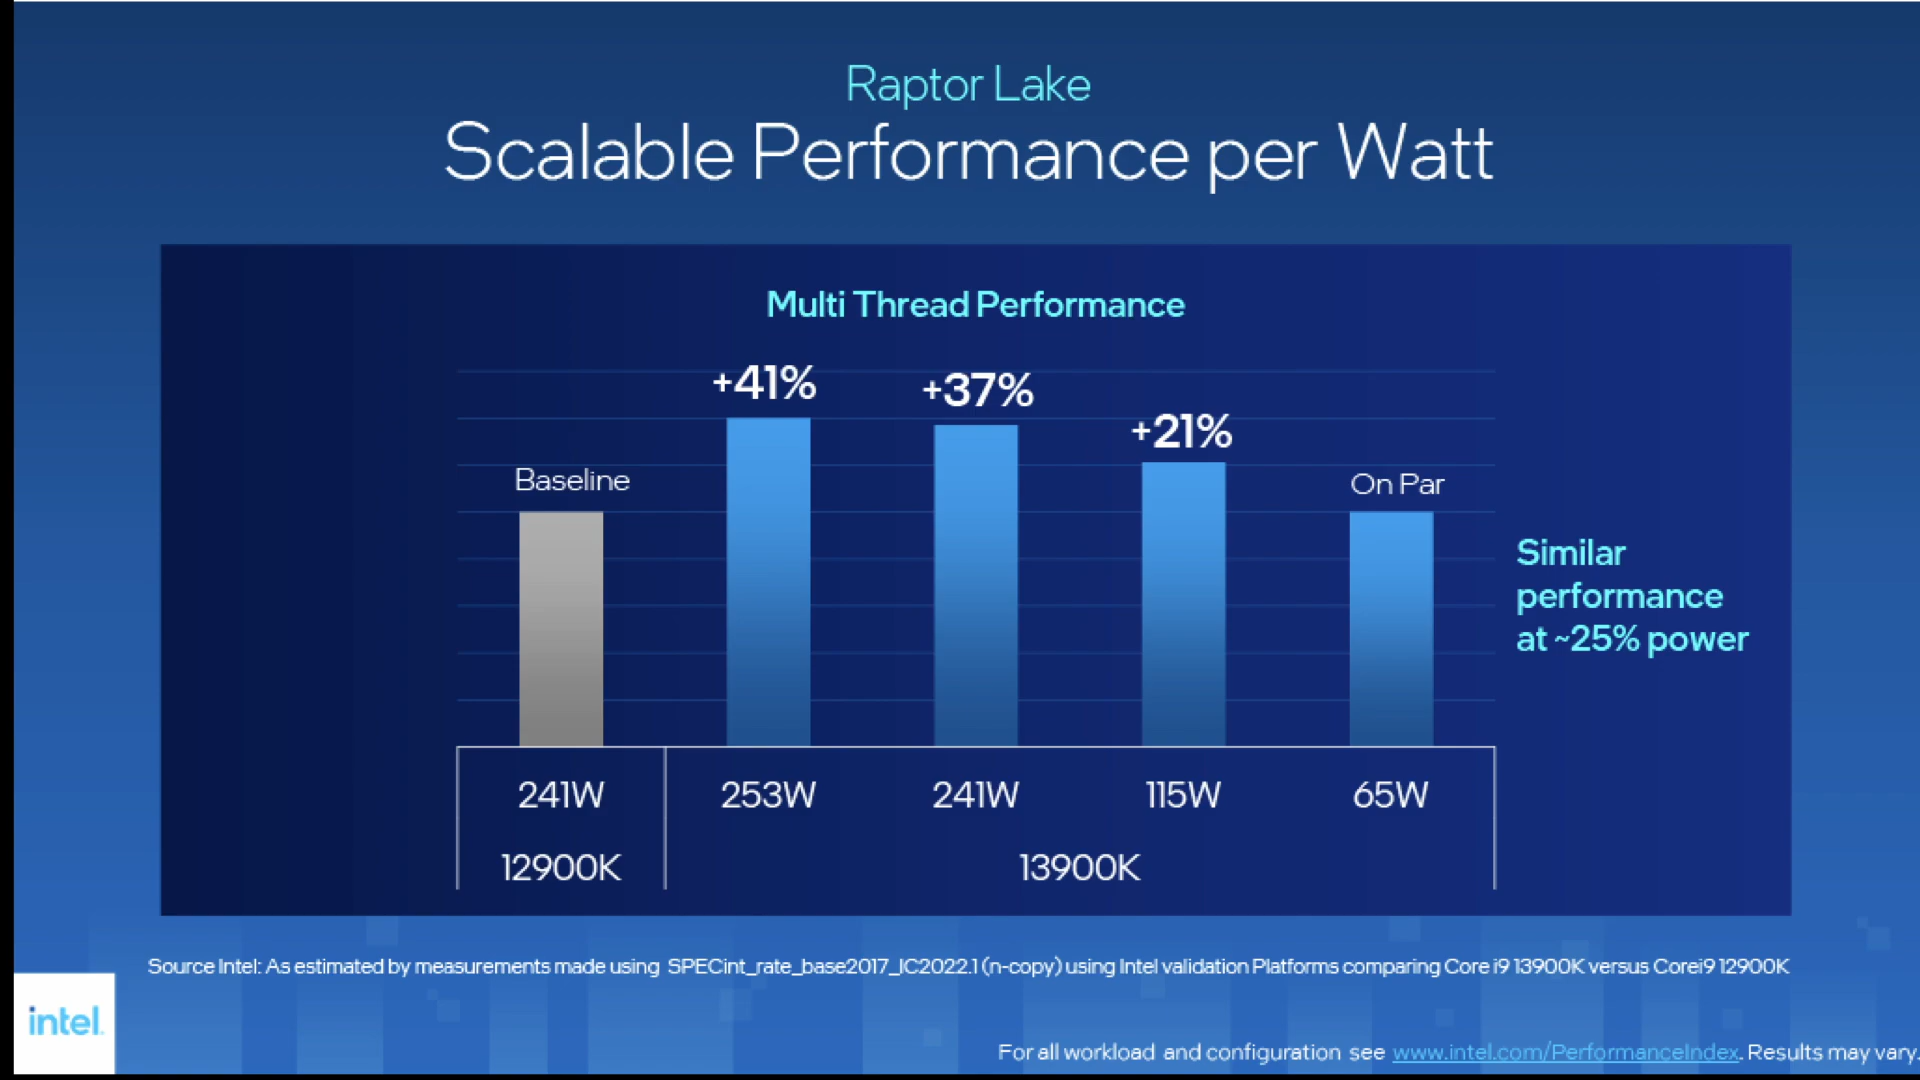 Raptor Lake
Scalable Performance per Watt
Multi Thread Performance
+41%
+37%
+21%
Baseline
On Par
Similar
performance
at ~25% power
241W 253W 241W 115W 65W
12900K 13900K
Source Intel: As estimated by measurements made using SPECint_rate_base2017_IC2022.1 (n-copy) using Intel validation Platforms comparing Core i9 13900K versus Corei9 12900K
intel.
For all workload and configuration see www.intel.com/PerformanceIndex. Results may vary.